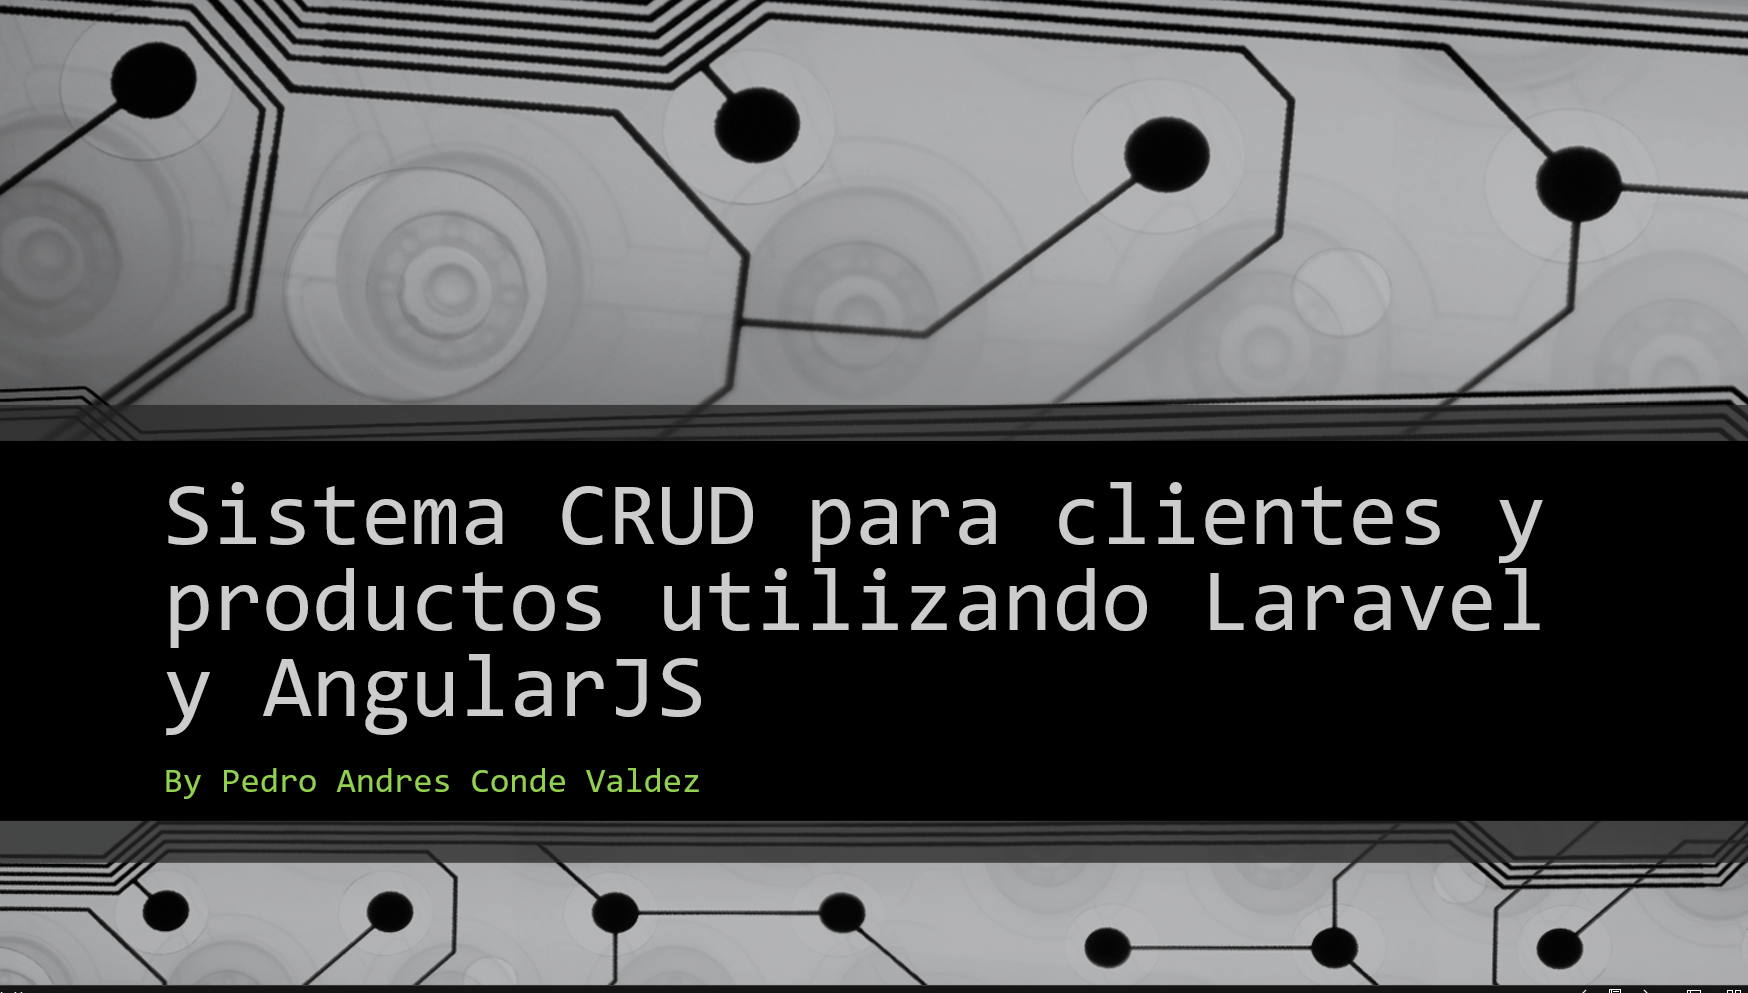 Sistema CRUD para clientes y
productos utilizando Laravel
y AngularJS
By Pedro Andres Conde Valdez